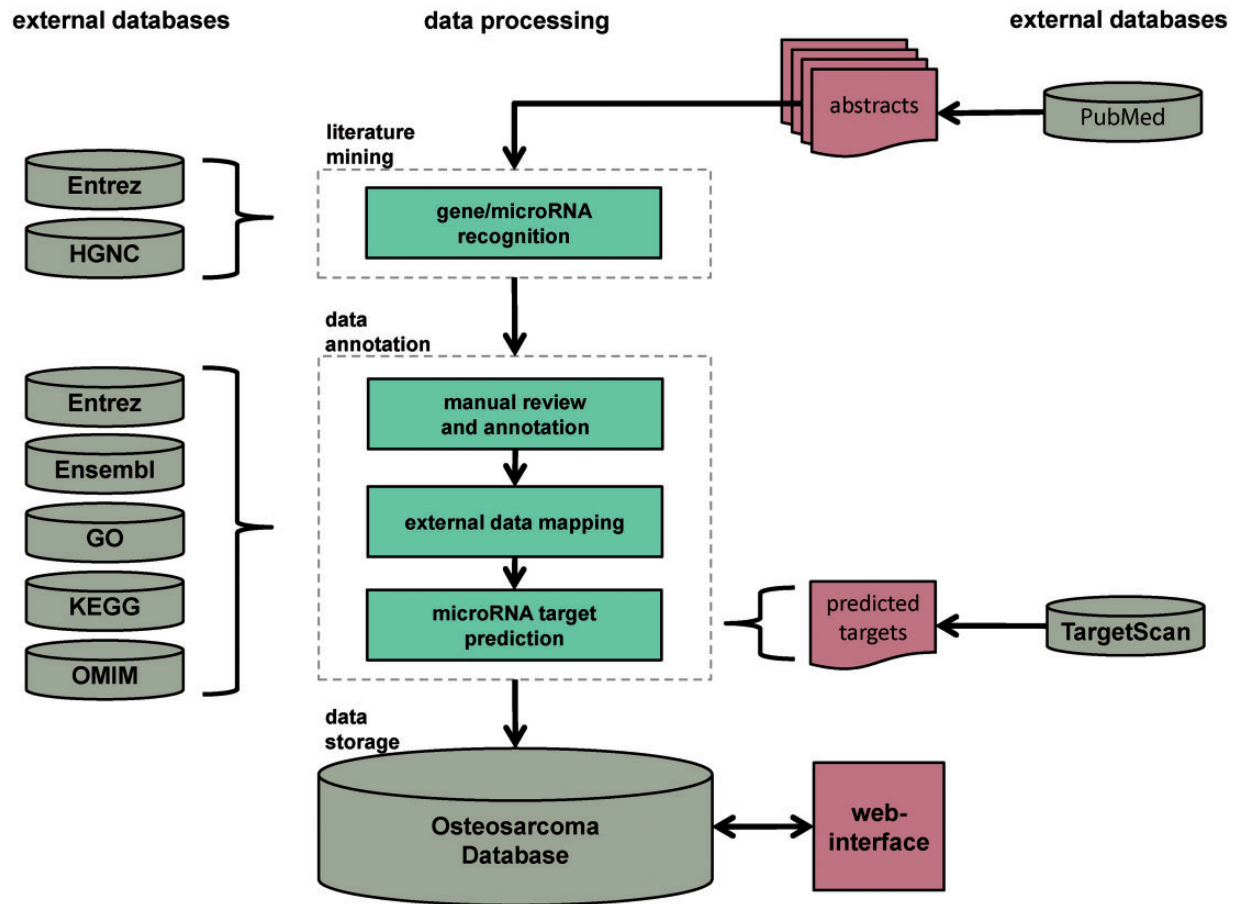 external databases
data processing
external databases
abstracts
PubMed
literature
mining
Entrez
HGNC
gene/microRNA
recognition
data
annotation
Entrez
Ensembl
GO
KEGG
OMIM
manual review
and annotation
external data mapping
microRNA target
prediction
predicted
targets
TargetScan
data
storage
Osteosarcoma
Database
web-
interface